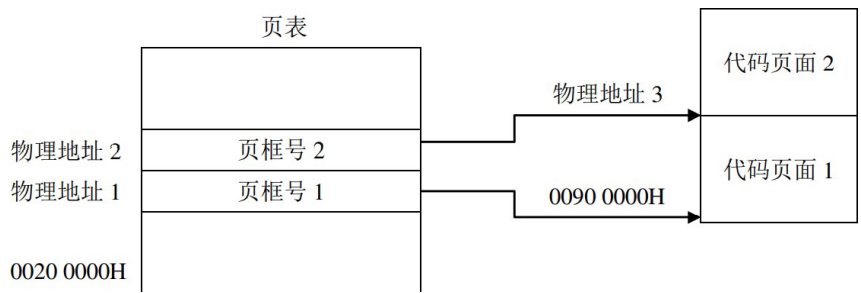 页表
代码页面 2
物理地址 3
物理地址 2
页框号 2
物理地址 1
页框号 1
代码页面 1
0090 0000H
0020 0000H